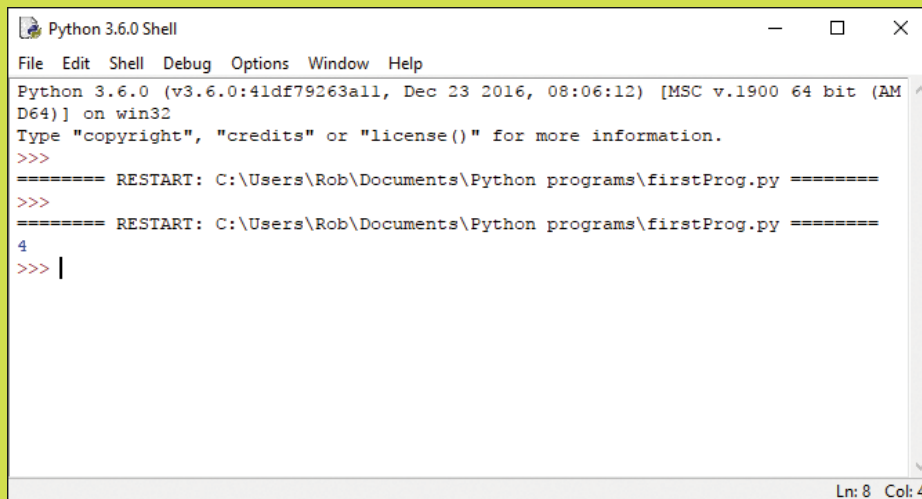 Python 3.6.0 Shell
File Edit Shell Debug Options Window Help
Python 3.6.0 (v3.6.0:41df79263a11, Dec 23 2016, 08:06:12) [MSC v.1900 64 bit (AM
D64)] on win32
Type "copyright", "credits" or "license()" for more information.
>>>
======== RESTART: C:\Users\Rob\Documents\Python programs\firstProg.py ========
>>>
======== RESTART: C:\Users\Rob\Documents\Python programs\firstProg.py ========
4
>>>
Ln: 8 Col: 4